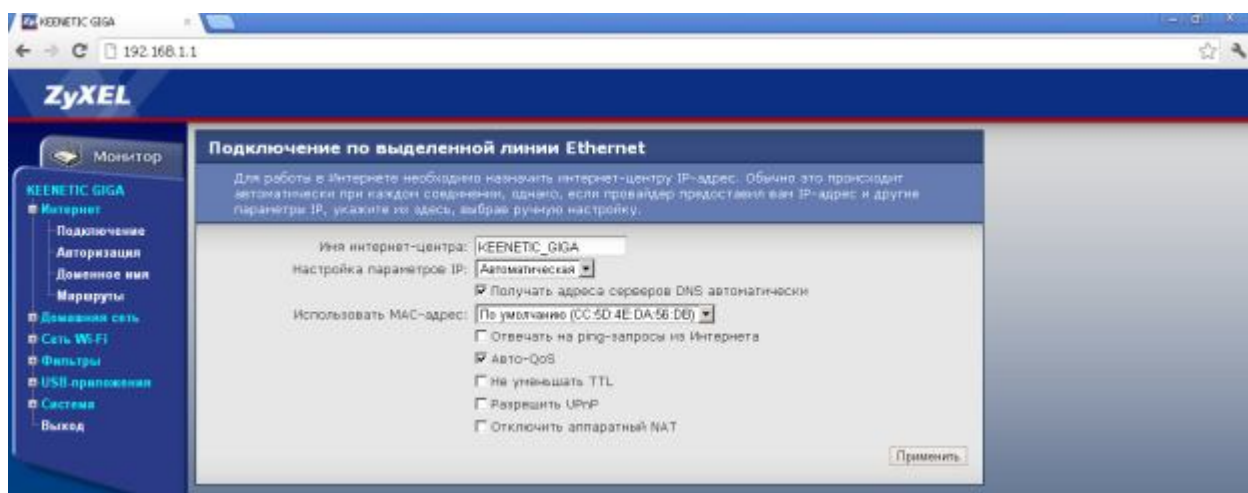 KEENETIC GIGA
192.168.1.1
ZyXEL
Монитор
KEENETIC GIGA
Интернет
Подключение
Авторизация
Доменное имя
Маршруты
Домашняя сеть
Сеть Wi-Fi
Фильтры
USB-приложения
Система
Выход
Подключение по выделенной линии Ethernet
Для работы в Интернете необходимо назначить интернет-центру IP-адрес. Обычно это происходит
автоматически при каждом соединении, однако, если провайдер предоставил вам IP-адрес и другие
параметры IP, укажите их здесь, выбрав ручную настройку.
Имя интернет-центра: KEENETIC_GIGA
Настройка параметров IP: Автоматическая
Получать адреса серверов DNS автоматически
Использовать MAC-адрес: По умолчанию (CC:5D:4E:DA:56:DB)
Отвечать на ping-запросы из Интернета
Авто-QoS
Не уменьшать TTL
Разрешить UPnP
Отключить аппаратный NAT
Применить